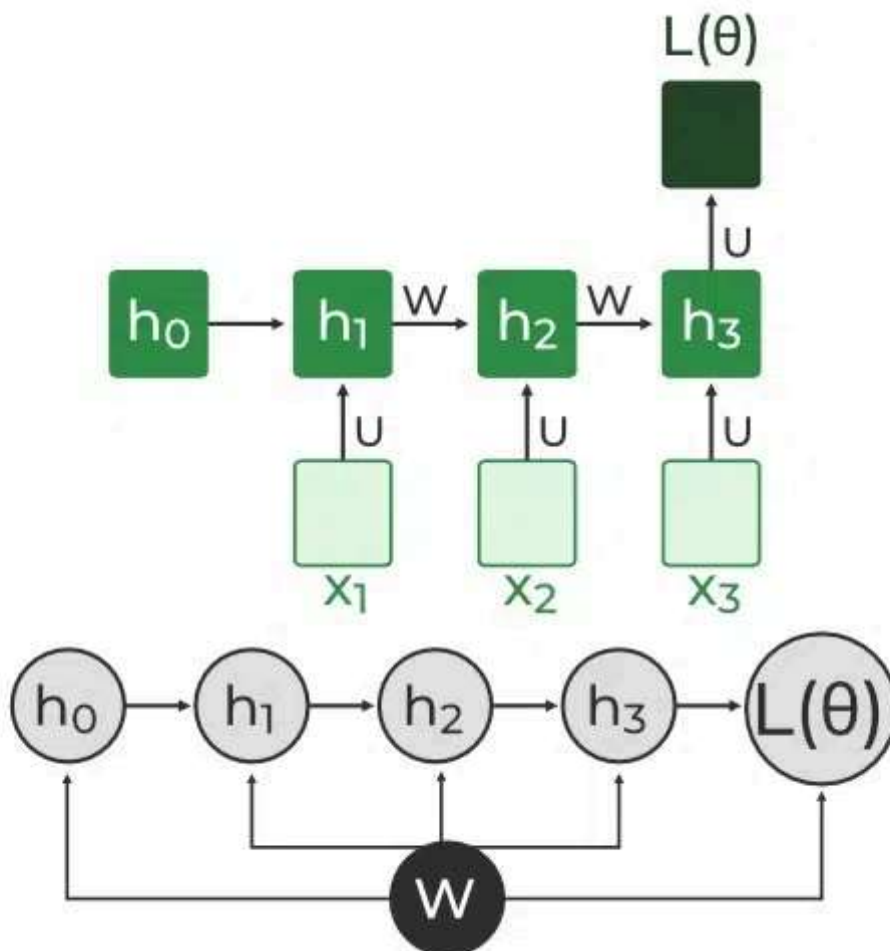 L(θ)
U
h₀ h₁ W h₂ W h₃
U U U
x₁ x₂ x₃
h₀ h₁ h₂ h₃ L(θ)
W